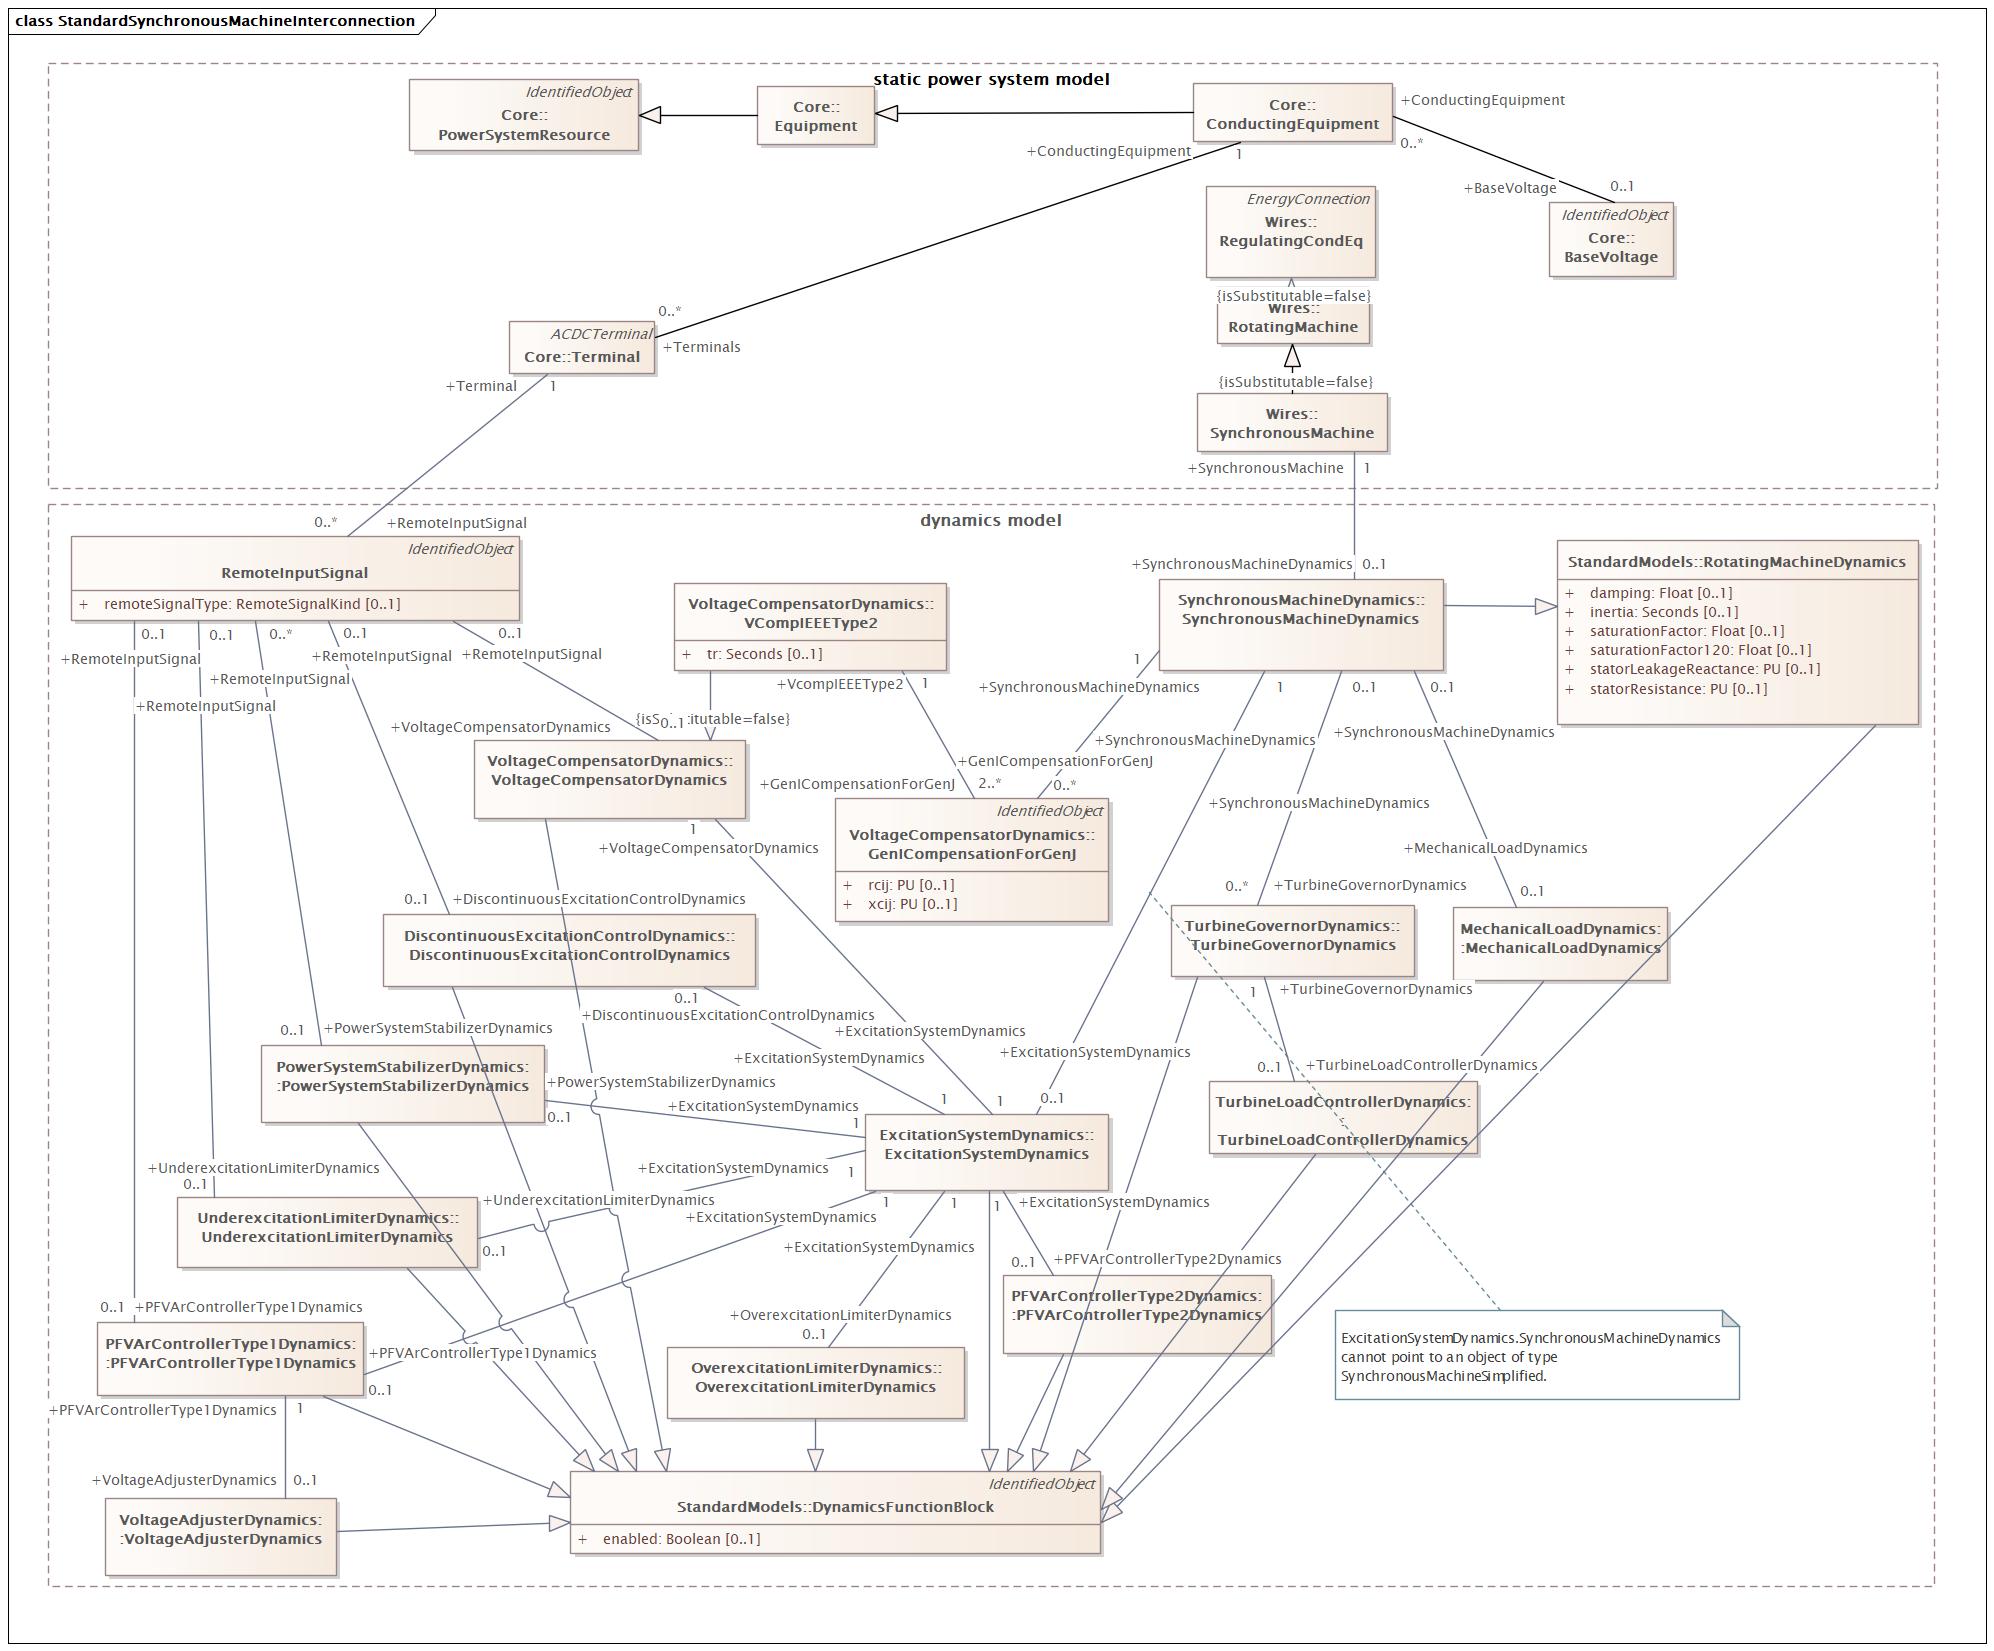 class StandardSynchronousMachineInterconnection
static power system model
IdentifiedObject
Core::
PowerSystemResource
Core::
Equipment
Core::
ConductingEquipment
+ConductingEquipment
0..*
+BaseVoltage
0..1
IdentifiedObject
Core::
BaseVoltage
+ConductingEquipment
1
EnergyConnection
Wires::
RegulatingCondEq
{isSubstitutable=false}
Wires::
RotatingMachine
0..*
+Terminals
ACDCTerminal
Core::Terminal
+Terminal
1
{isSubstitutable=false}
Wires::
SynchronousMachine
+SynchronousMachine
1
dynamics model
0..*
+RemoteInputSignal
IdentifiedObject
RemoteInputSignal
+ remoteSignalType: RemoteSignalKind [0..1]
0..1
0..1
0..*
0..1
0..1
+RemoteInputSignal
+RemoteInputSignal
+RemoteInputSignal
+RemoteInputSignal
+RemoteInputSignal
VoltageCompensatorDynamics::
VCompIEEEType2
+ tr: Seconds [0..1]
+VcompIEEEType2
1
+SynchronousMachineDynamics
0..1
SynchronousMachineDynamics::
SynchronousMachineDynamics
StandardModels::RotatingMachineDynamics
+ damping: Float [0..1]
+ inertia: Seconds [0..1]
+ saturationFactor: Float [0..1]
+ saturationFactor120: Float [0..1]
+ statorLeakageReactance: PU [0..1]
+ statorResistance: PU [0..1]
1
+SynchronousMachineDynamics
1
0..1
0..1
+VoltageCompensatorDynamics
0..1
+SynchronousMachineDynamics
+SynchronousMachineDynamics
+SynchronousMachineDynamics
VoltageCompensatorDynamics::
VoltageCompensatorDynamics
+GenICompensationForGenJ
2..*
+GenICompensationForGenJ
0..*
IdentifiedObject
VoltageCompensatorDynamics::
GenICompensationForGenJ
+ rcij: PU [0..1]
+ xcij: PU [0..1]
1
+VoltageCompensatorDynamics
+MechanicalLoadDynamics
0..1
0..*
+TurbineGovernorDynamics
0..1
+DiscontinuousExcitationControlDynamics
DiscontinuousExcitationControlDynamics::
DiscontinuousExcitationControlDynamics
TurbineGovernorDynamics::
TurbineGovernorDynamics
MechanicalLoadDynamics:
:MechanicalLoadDynamics
0..1
+DiscontinuousExcitationControlDynamics
1
+TurbineGovernorDynamics
0..1
+PowerSystemStabilizerDynamics
+ExcitationSystemDynamics
+ExcitationSystemDynamics
+ExcitationSystemDynamics
0..1
+TurbineLoadControllerDynamics
PowerSystemStabilizerDynamics:
:PowerSystemStabilizerDynamics
+PowerSystemStabilizerDynamics
0..1
+ExcitationSystemDynamics
1
1
1
0..1
TurbineLoadControllerDynamics:
:
TurbineLoadControllerDynamics
ExcitationSystemDynamics::
ExcitationSystemDynamics
+UnderexcitationLimiterDynamics
0..1
+ExcitationSystemDynamics
1
UnderexcitationLimiterDynamics::
UnderexcitationLimiterDynamics
+UnderexcitationLimiterDynamics
0..1
+ExcitationSystemDynamics
1
1
1
+ExcitationSystemDynamics
+ExcitationSystemDynamics
0..1
+PFVArControllerType2Dynamics
PFVArControllerType2Dynamics:
:PFVArControllerType2Dynamics
0..1
+PFVArControllerType1Dynamics
PFVArControllerType1Dynamics:
:PFVArControllerType1Dynamics
+PFVArControllerType1Dynamics
0..1
+OverexcitationLimiterDynamics
0..1
OverexcitationLimiterDynamics::
OverexcitationLimiterDynamics
ExcitationSystemDynamics.SynchronousMachineDynamics
cannot point to an object of type
SynchronousMachineSimplified.
+PFVArControllerType1Dynamics
1
+VoltageAdjusterDynamics
0..1
VoltageAdjusterDynamics:
:VoltageAdjusterDynamics
IdentifiedObject
StandardModels::DynamicsFunctionBlock
+ enabled: Boolean [0..1]